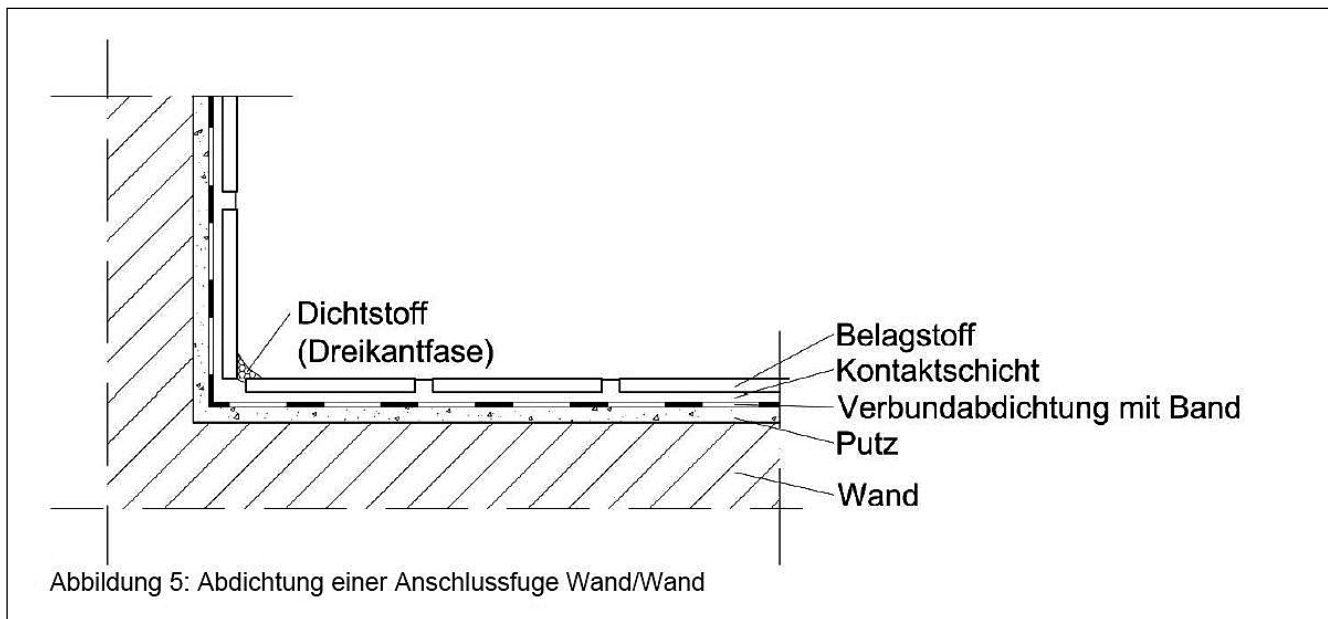 Dichtstoff
(Dreikantfase)
Belagstoff
Kontaktschicht
Verbundabdichtung mit Band
Putz
Wand
Abbildung 5: Abdichtung einer Anschlussfuge Wand/Wand